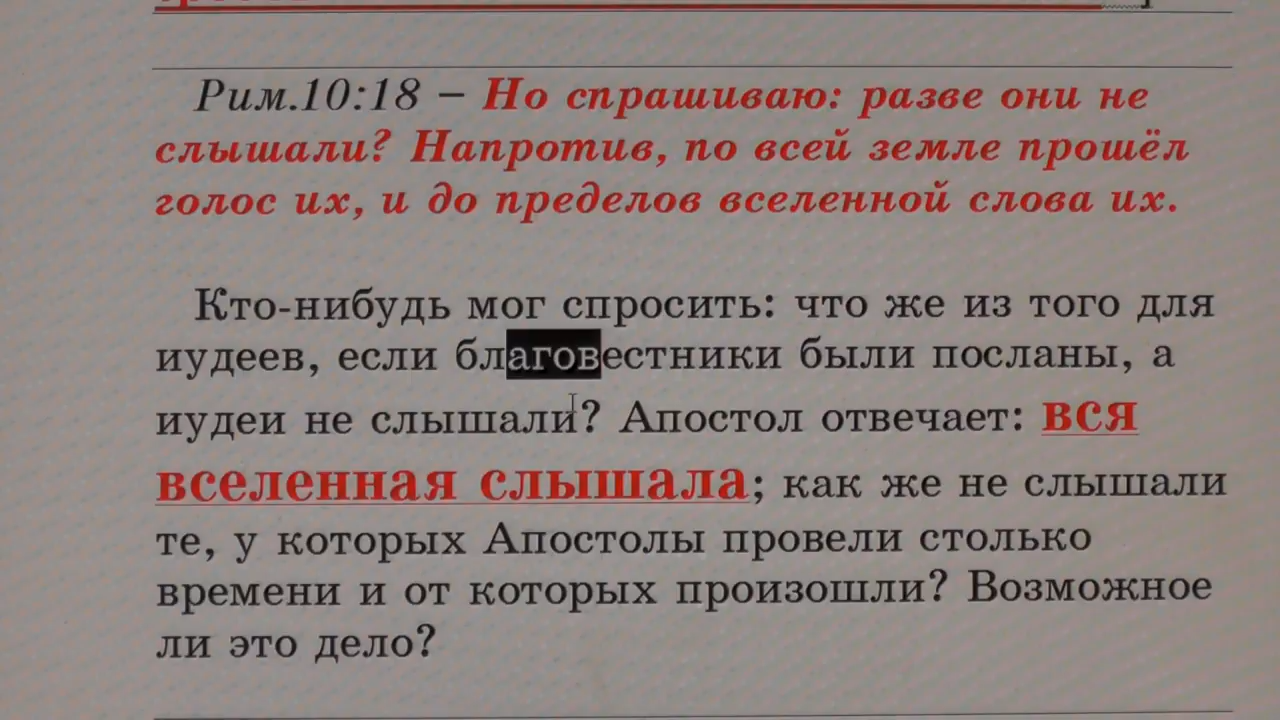 Рим.10:18 – Но спрашиваю: разве они не
слышали? Напротив, по всей земле прошёл
голос их, и до пределов вселенной слова их.
Кто-нибудь мог спросить: что же из того для
иудеев, если благовестники были посланы, а
иудеи не слышали? Апостол отвечает: вся
вселенная слышала; как же не слышали
те, у которых Апостолы провели столько
времени и от которых произошли? Возможное
ли это дело?